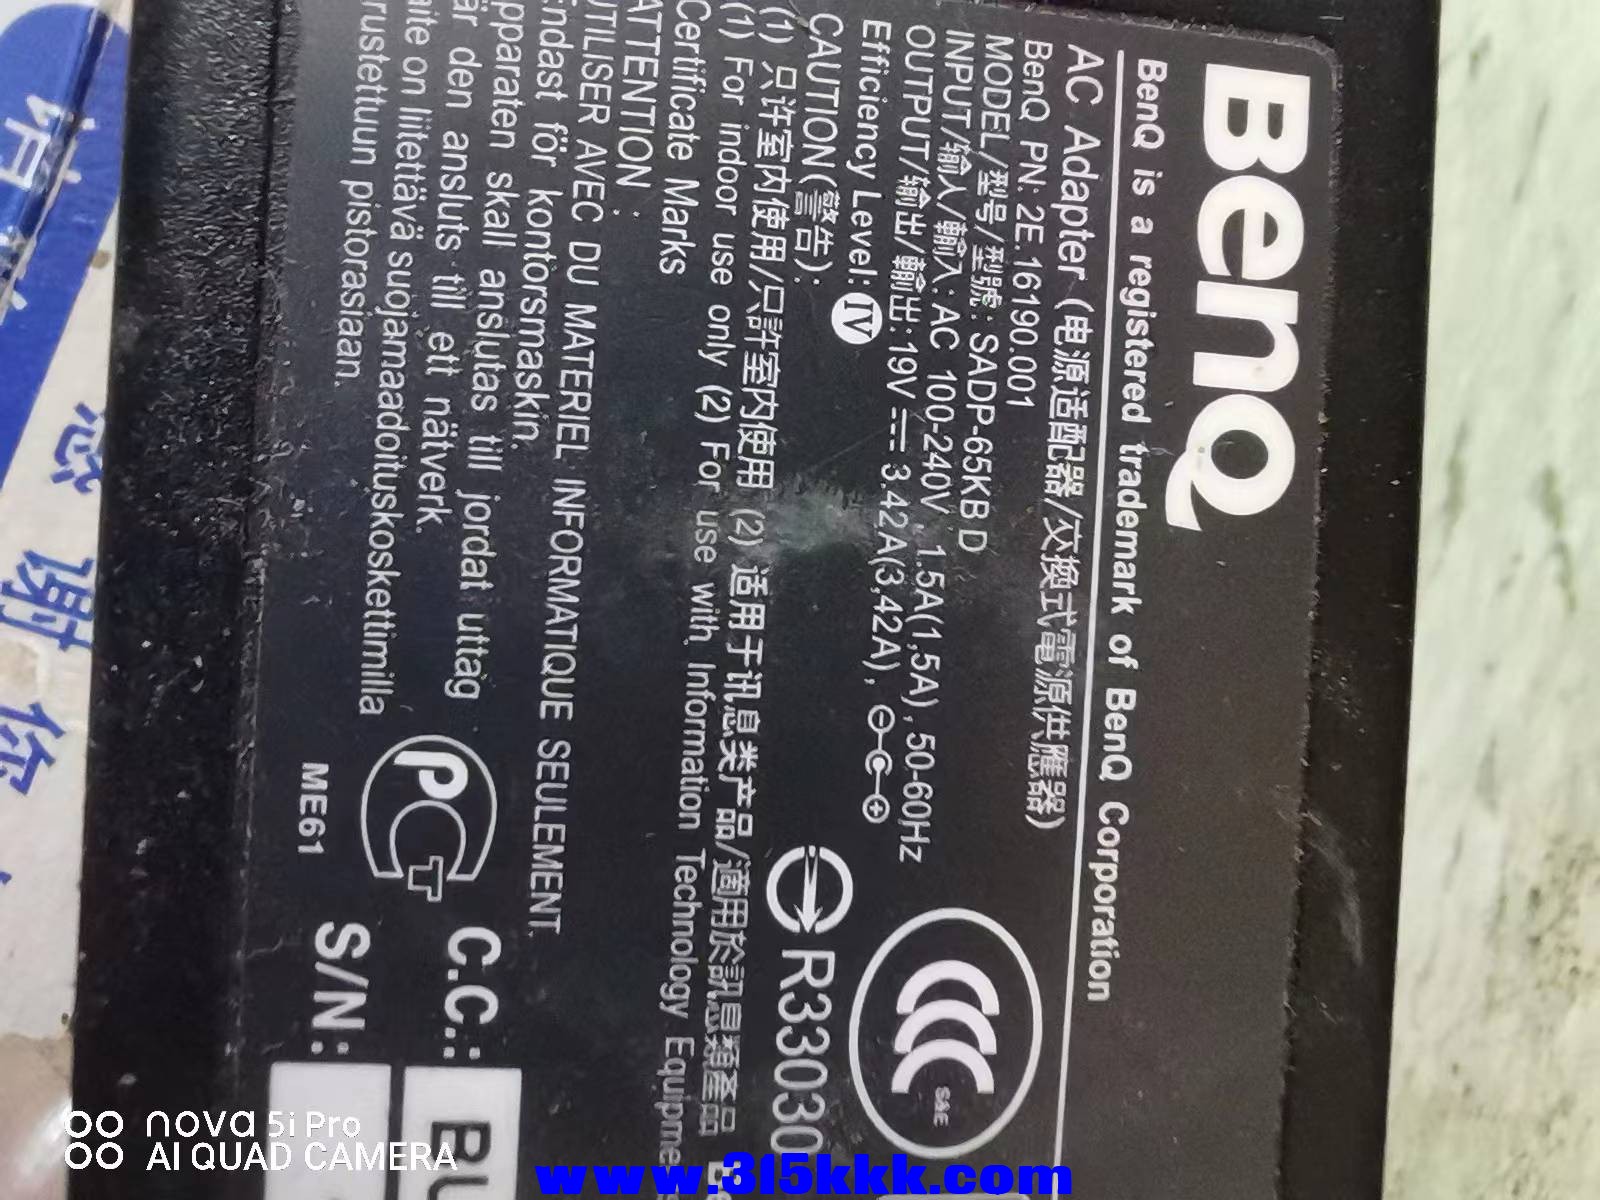 BenQ
BenQ is a registered trademark of BenQ Corporation
AC Adapter (电源适配器/交換式電源供應器)
BenQ PN: 2E.16190.001
MODEL/型号/型號: SADP-65KB D
INPUT/输入/輸入: AC 100-240V, 1.5A(1,5A), 50-60Hz
OUTPUT/输出/輸出: 19V⎓3.42A(3,42A),
Efficiency Level: IV
CAUTION(警告):
(1) 只许室内使用/只許室內使用 (2) 适用于讯息类产品/適用於訊息類產品
(1) For indoor use only (2) For use with Information Technology
Certificate Marks
ATTENTION :
UTILISER AVEC DU MATERIEL INFORMATIQUE SEULEMENT.
Endast för kontorsmaskin.
Apparaten skall anslutas till jordat uttag
när den ansluts till ett nätverk.
on liitettävä suojamaadoituskoskettimilla
rustettuun pistorasiaan.
R33030
S&E
PCT
ME61
C.C.:
S/N:
感
谢
你
nova 5i Pro
AI QUAD CAMERA
www.315kkk.com